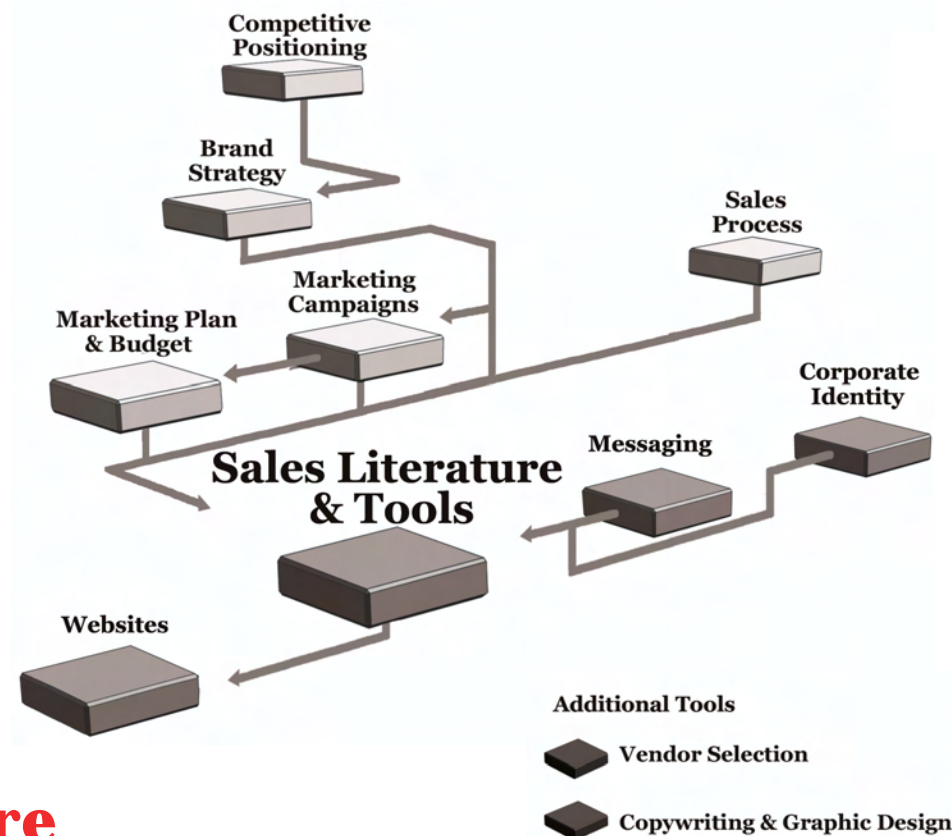 Competitive
Positioning
Brand
Strategy
Sales
Process
Marketing
Campaigns
Marketing Plan
& Budget
Corporate
Identity
Messaging
Sales Literature
& Tools
Websites
Additional Tools
Vendor Selection
Copywriting & Graphic Design
re